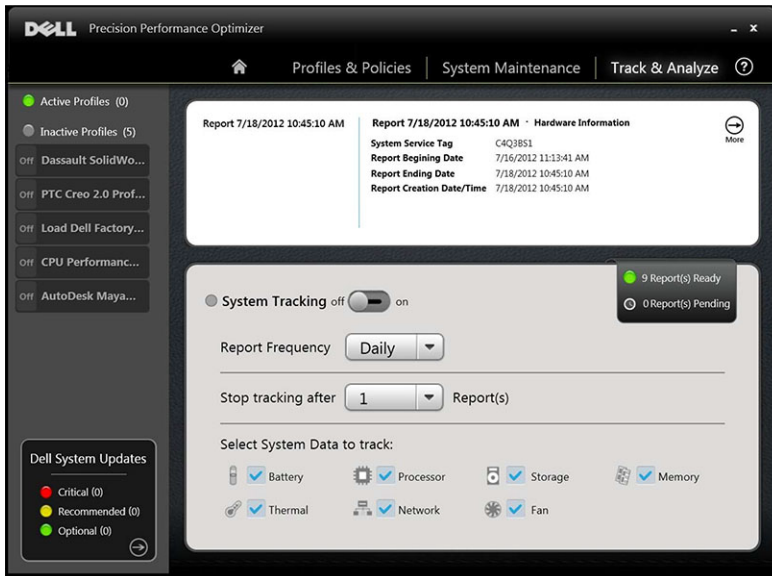 DELL Precision Performance Optimizer
Profiles & Policies System Maintenance Track & Analyze ?
Active Profiles (0)
Inactive Profiles (5)
Off Dassault SolidWo...
Off PTC Creo 2.0 Prof...
Off Load Dell Factory...
Off CPU Performanc...
Off AutoDesk Maya...
Dell System Updates
Critical (0)
Recommended (0)
Optional (0)
Report 7/18/2012 10:45:10 AM
Report 7/18/2012 10:45:10 AM · Hardware Information
System Service Tag C4Q3BS1
Report Begining Date 7/16/2012 11:13:41 AM
Report Ending Date 7/18/2012 10:45:10 AM
Report Creation Date/Time 7/18/2012 10:45:10 AM
More
9 Report(s) Ready
0 Report(s) Pending
System Tracking off on
Report Frequency Daily
Stop tracking after 1 Report(s)
Select System Data to track:
Battery Processor Storage Memory
Thermal Network Fan